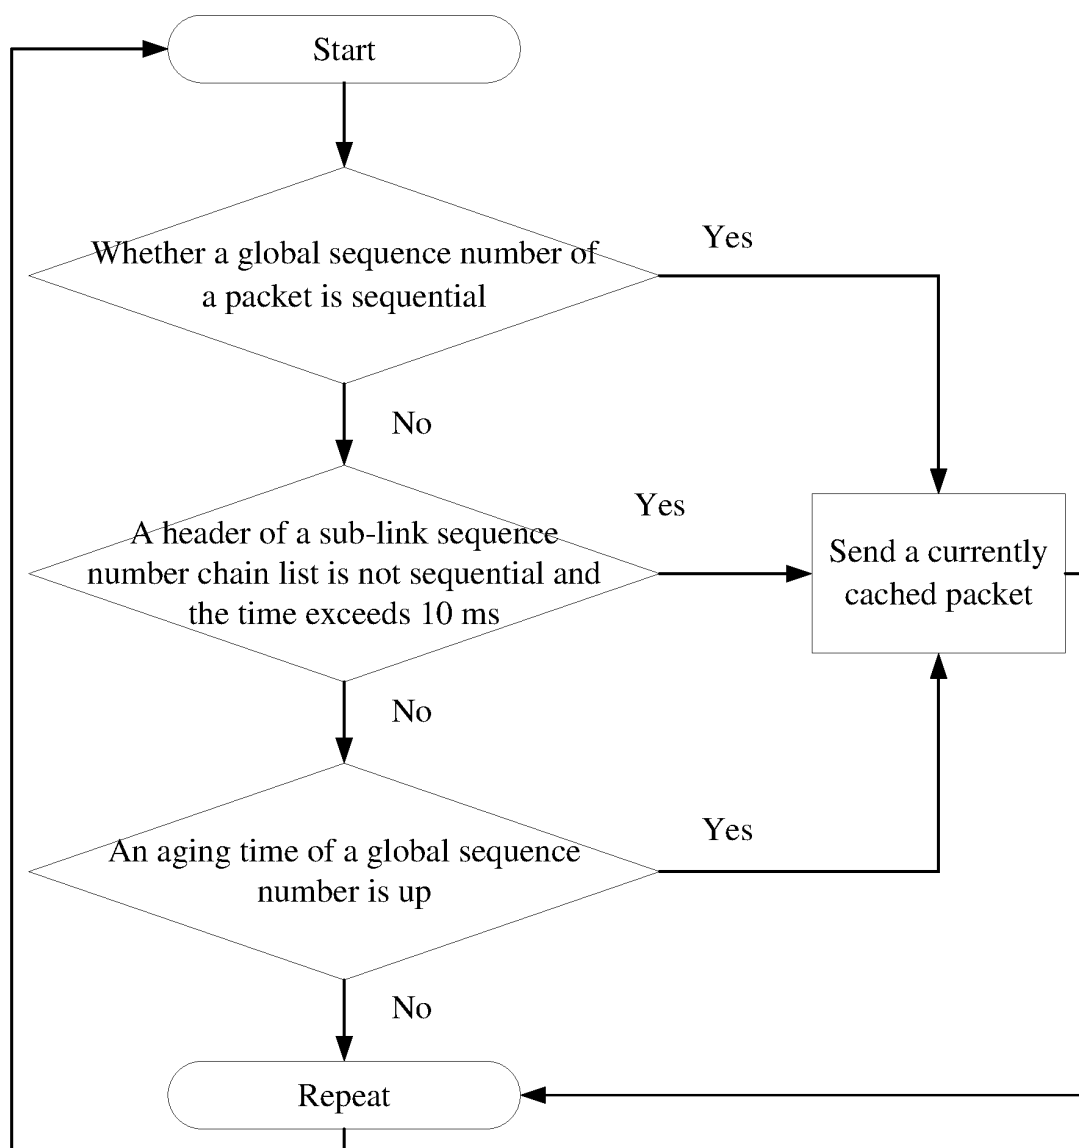 Start
Whether a global sequence number of
a packet is sequential
Yes
No
A header of a sub-link sequence
number chain list is not sequential and
the time exceeds 10 ms
Yes
Send a currently
cached packet
No
An aging time of a global sequence
number is up
Yes
No
Repeat